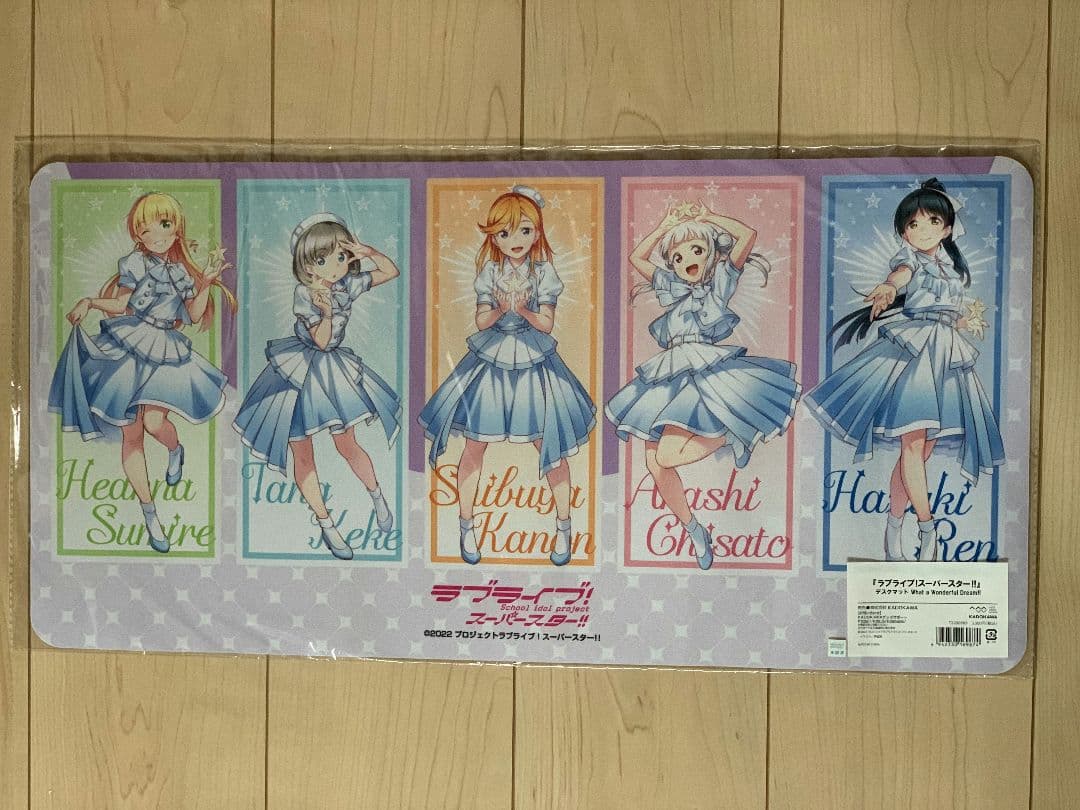 Heanna
Sumire
Tang
Keke
Shibuya
Kanon
Arashi
Chisato
Hazuki
Ren
ラブライブ!
School idol project
スーパースター!!
©2022 プロジェクトラブライブ!スーパースター!!
『ラブライブ!スーパースター!!』
デスクマット What a Wonderful Dream!!
KADOKAWA